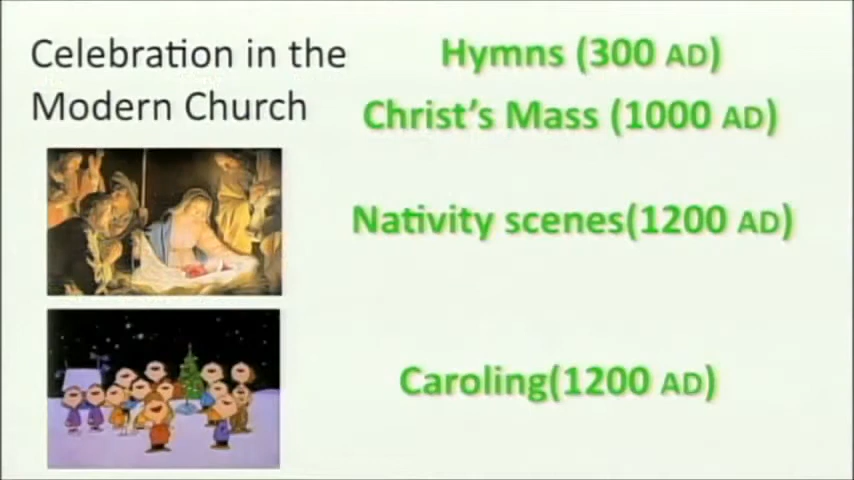 Celebration in the
Modern Church
Hymns (300 AD)
Christ's Mass (1000 AD)
Nativity scenes(1200 AD)
Caroling(1200 AD)